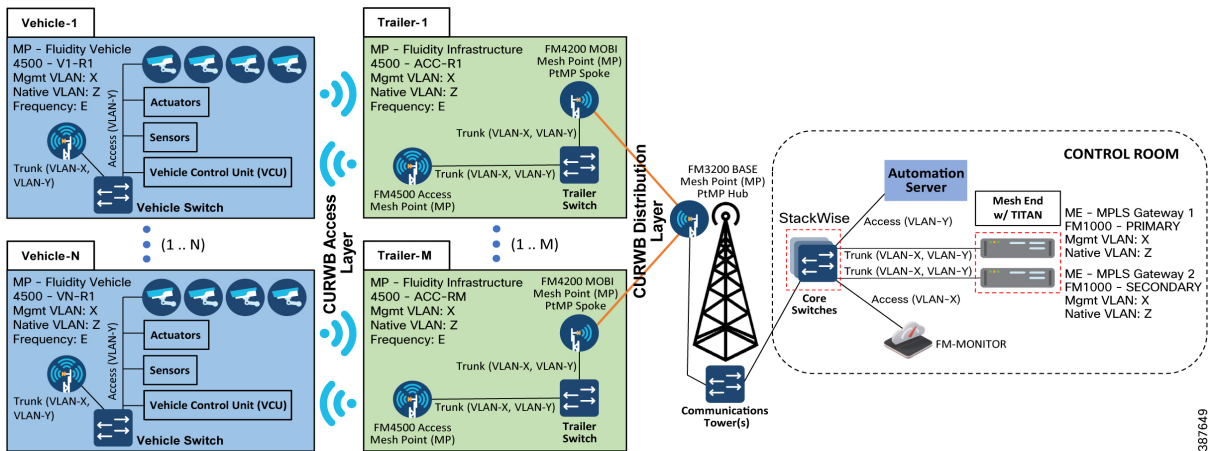 Vehicle-1
MP - Fluidity Vehicle
4500 - V1-R1
Mgmt VLAN: X
Native VLAN: Z
Frequency: E
Actuators
Sensors
Vehicle Control Unit (VCU)
Access (VLAN-Y)
Trunk (VLAN-X,
VLAN-Y)
Vehicle Switch
(1 .. N)
Vehicle-N
MP - Fluidity Vehicle
4500 - VN-R1
Mgmt VLAN: X
Native VLAN: Z
Frequency: E
Actuators
Sensors
Vehicle Control Unit (VCU)
Access (VLAN-Y)
Trunk (VLAN-X,
VLAN-Y)
Vehicle Switch
CURWB Access
Layer
Trailer-1
MP - Fluidity Infrastructure
4500 - ACC-R1
Mgmt VLAN: X
Native VLAN: Z
Frequency: E
FM4200 MOBI
Mesh Point (MP)
PtMP Spoke
Trunk (VLAN-X, VLAN-Y)
Trunk (VLAN-X, VLAN-Y)
FM4500 Access
Mesh Point (MP)
Trailer
Switch
(1 .. M)
Trailer-M
MP - Fluidity Infrastructure
4500 - ACC-RM
Mgmt VLAN: X
Native VLAN: Z
Frequency: E
FM4200 MOBI
Mesh Point (MP)
PtMP Spoke
Trunk (VLAN-X, VLAN-Y)
Trunk (VLAN-X, VLAN-Y)
FM4500 Access
Mesh Point (MP)
Trailer
Switch
CURWB Distribution
Layer
FM3200 BASE
Mesh Point (MP)
PtMP Hub
Communications
Tower(s)
CONTROL ROOM
Automation
Server
StackWise
Access (VLAN-Y)
Mesh End
w/ TITAN
Trunk (VLAN-X, VLAN-Y)
Trunk (VLAN-X, VLAN-Y)
Core
Switches
Access (VLAN-X)
FM-MONITOR
ME - MPLS Gateway 1
FM1000 - PRIMARY
Mgmt VLAN: X
Native VLAN: Z
ME - MPLS Gateway 2
FM1000 - SECONDARY
Mgmt VLAN: X
Native VLAN: Z
387649